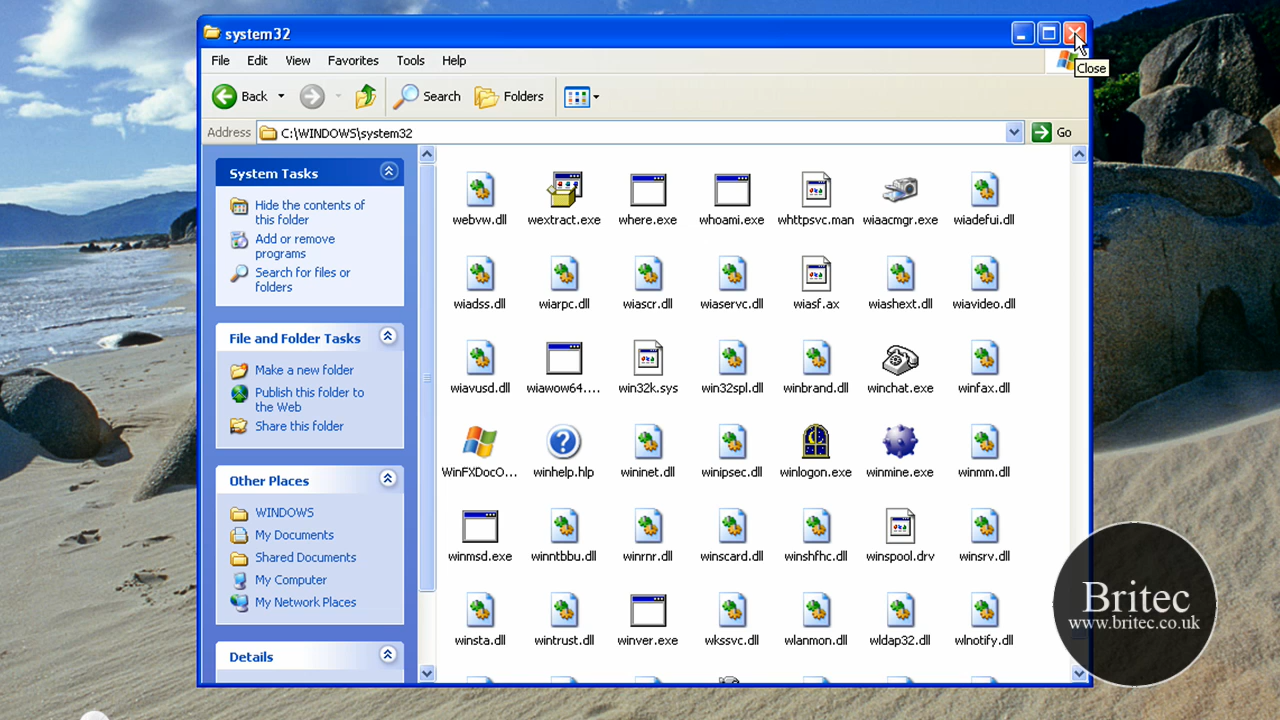 system32
Close
File Edit View Favorites Tools Help
Back Search Folders
Address C:\WINDOWS\system32 Go
System Tasks
Hide the contents of
this folder
Add or remove
programs
Search for files or
folders
File and Folder Tasks
Make a new folder
Publish this folder to
the Web
Share this folder
Other Places
WINDOWS
My Documents
Shared Documents
My Computer
My Network Places
Details
webvw.dll wextract.exe where.exe whoami.exe whttpsvc.man wiaacmgr.exe wiadefui.dll
wiadss.dll wiarpc.dll wiascr.dll wiaservc.dll wiasf.ax wiashext.dll wiavideo.dll
wiavusd.dll wiawow64.... win32k.sys win32spl.dll winbrand.dll winchat.exe winfax.dll
WinFXDocO... winhelp.hlp wininet.dll winipsec.dll winlogon.exe winmine.exe winmm.dll
winmsd.exe winntbbu.dll winrnr.dll winscard.dll winshfhc.dll winspool.drv winsrv.dll
winsta.dll wintrust.dll winver.exe wkssvc.dll wlanmon.dll wldap32.dll wlnotify.dll
Britec
www.britec.co.uk